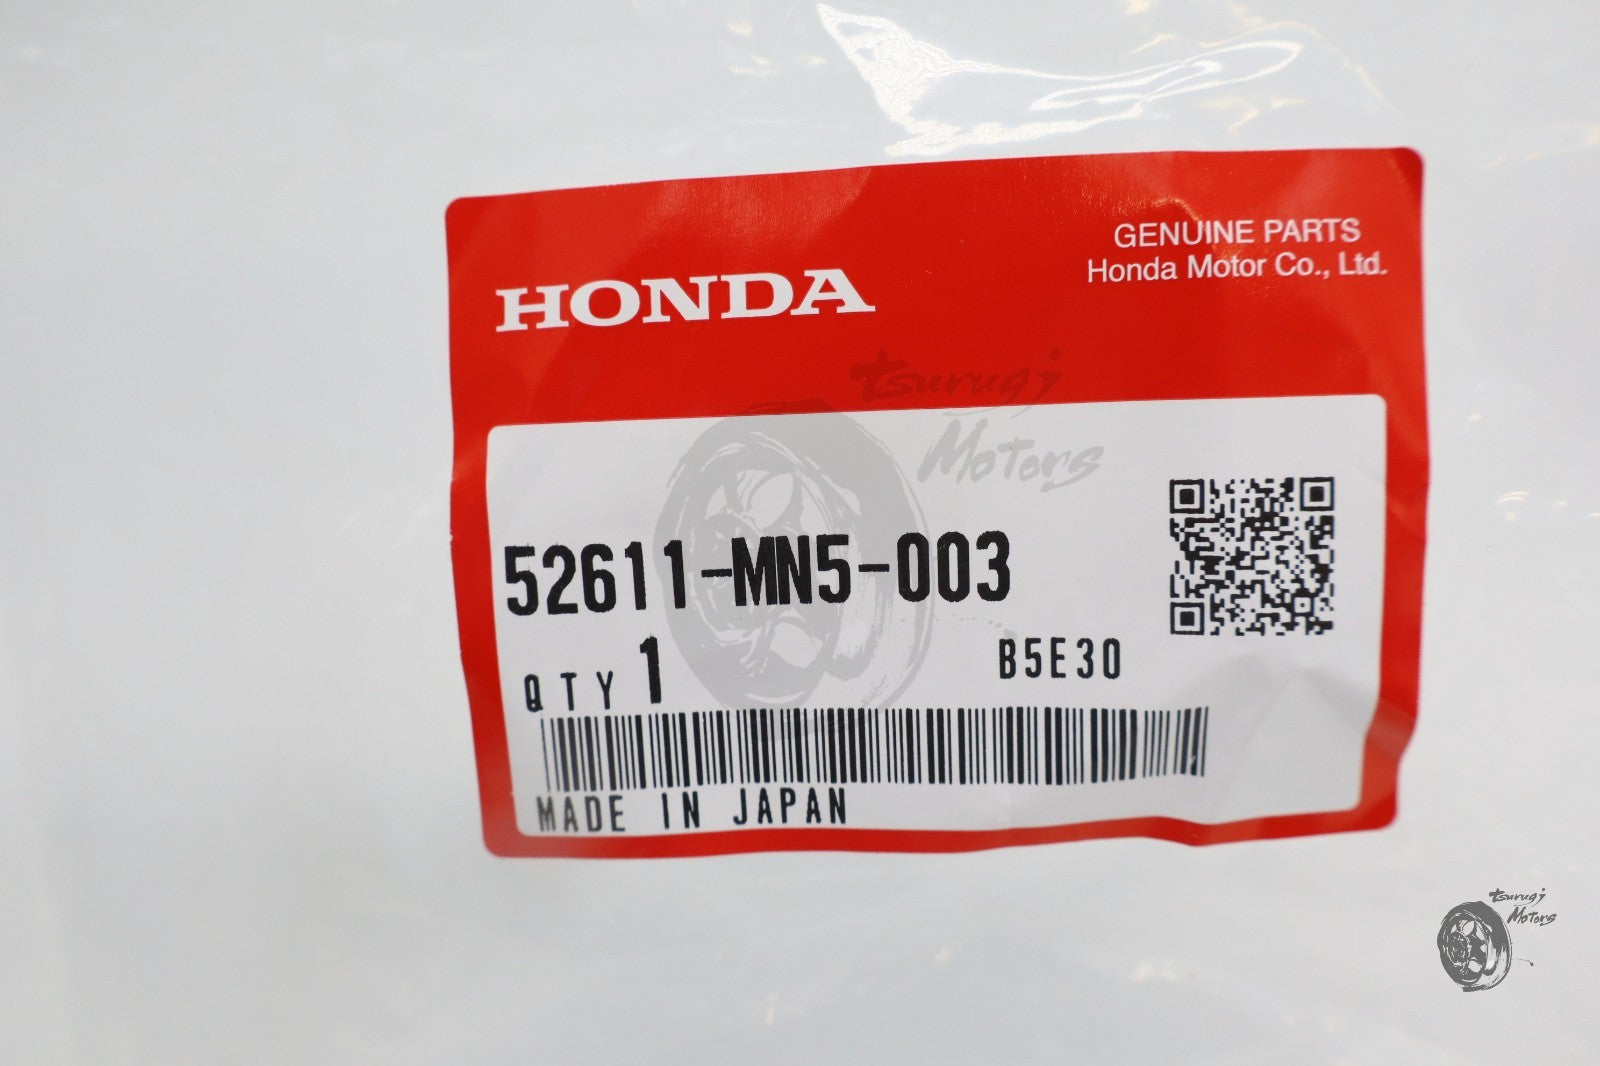 GENUINE PARTS
Honda Motor Co., Ltd.
HONDA
tsurugi
Motors
52611-MN5-003
QTY 1
B5E30
MADE IN JAPAN
tsurugi
Motors